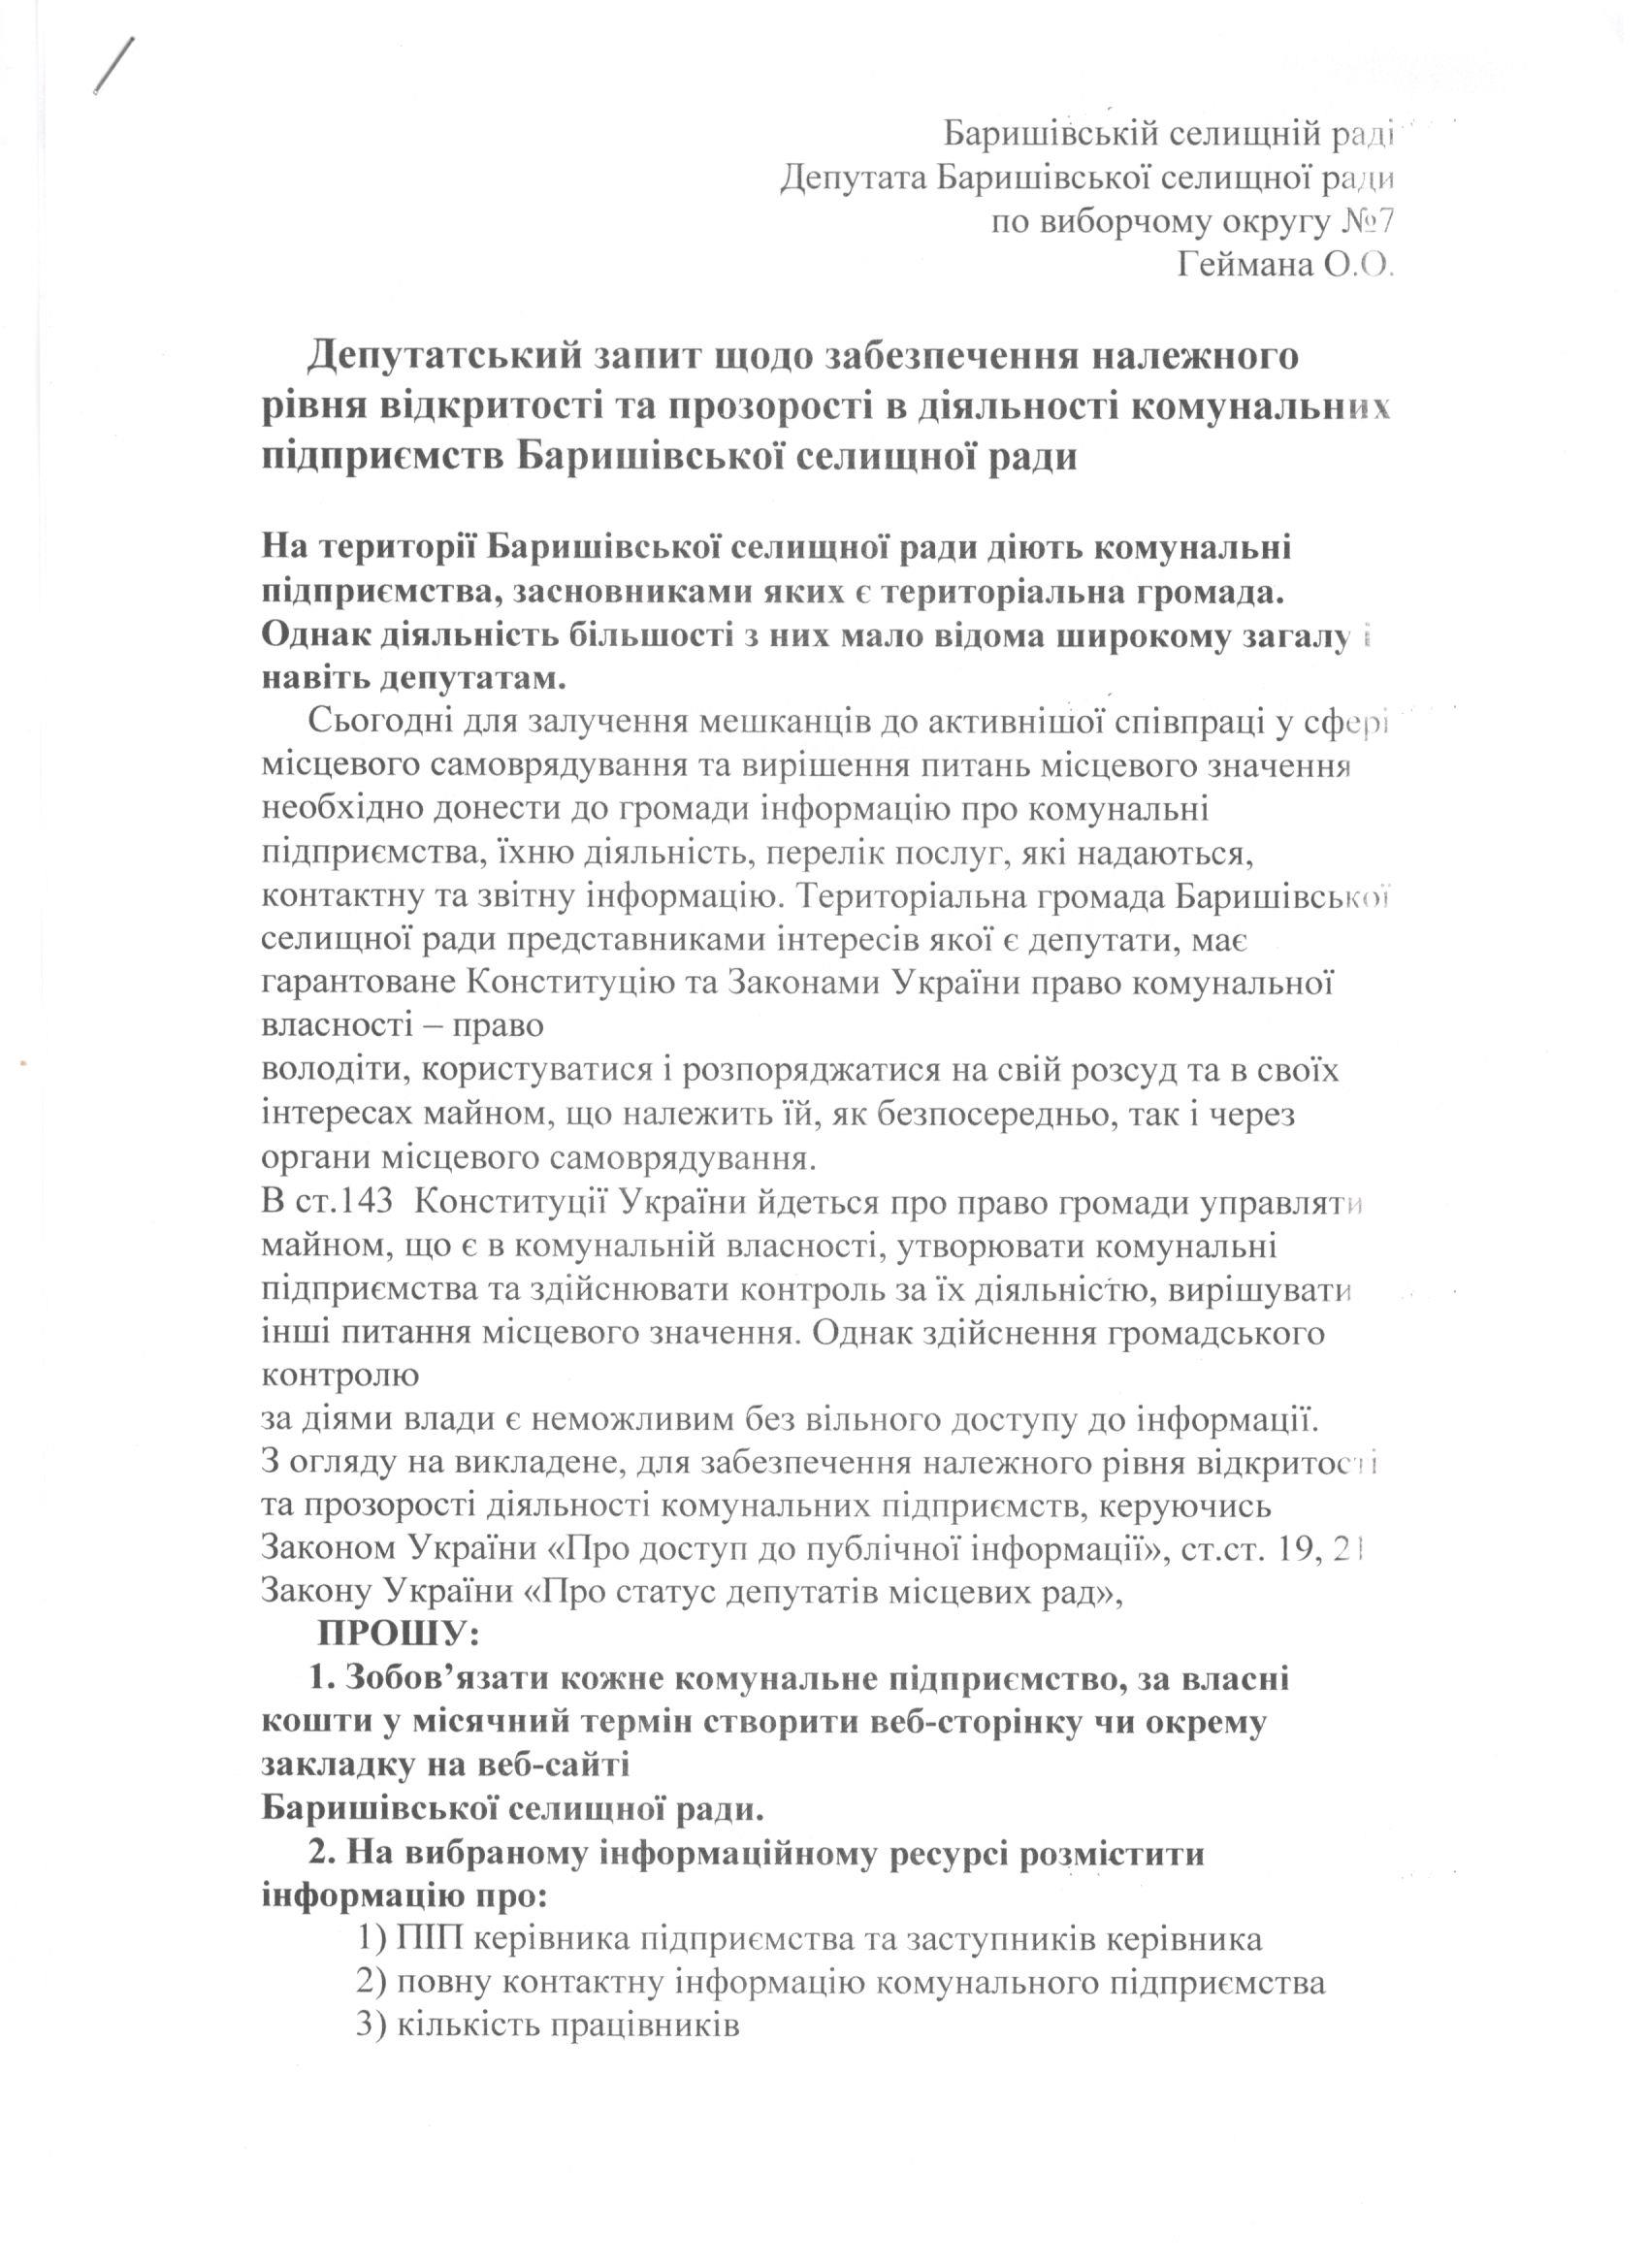 Баришівській селищній раді
Депутата Баришівської селищної ради
по виборчому округу №7
Геймана О.О.
Депутатський запит щодо забезпечення належного
рівня відкритості та прозорості в діяльності комунальних
підприємств Баришівської селищної ради
На території Баришівської селищної ради діють комунальні
підприємства, засновниками яких є територіальна громада.
Однак діяльність більшості з них мало відома широкому загалу і
навіть депутатам.
Сьогодні для залучення мешканців до активнішої співпраці у сфері
місцевого самоврядування та вирішення питань місцевого значення
необхідно донести до громади інформацію про комунальні
підприємства, їхню діяльність, перелік послуг, які надаються,
контактну та звітну інформацію. Територіальна громада Баришівської
селищної ради представниками інтересів якої є депутати, має
гарантоване Конституцію та Законами України право комунальної
власності – право
володіти, користуватися і розпоряджатися на свій розсуд та в своїх
інтересах майном, що належить їй, як безпосередньо, так і через
органи місцевого самоврядування.
В ст.143 Конституції України йдеться про право громади управляти
майном, що є в комунальній власності, утворювати комунальні
підприємства та здійснювати контроль за їх діяльністю, вирішувати
інші питання місцевого значення. Однак здійснення громадського
контролю
за діями влади є неможливим без вільного доступу до інформації.
З огляду на викладене, для забезпечення належного рівня відкритості
та прозорості діяльності комунальних підприємств, керуючись
Законом України «Про доступ до публічної інформації», ст.ст. 19, 21
Закону України «Про статус депутатів місцевих рад»,
ПРОШУ:
1. Зобов’язати кожне комунальне підприємство, за власні
кошти у місячний термін створити веб-сторінку чи окрему
закладку на веб-сайті
Баришівської селищної ради.
2. На вибраному інформаційному ресурсі розмістити
інформацію про:
1) ПІП керівника підприємства та заступників керівника
2) повну контактну інформацію комунального підприємства
3) кількість працівників